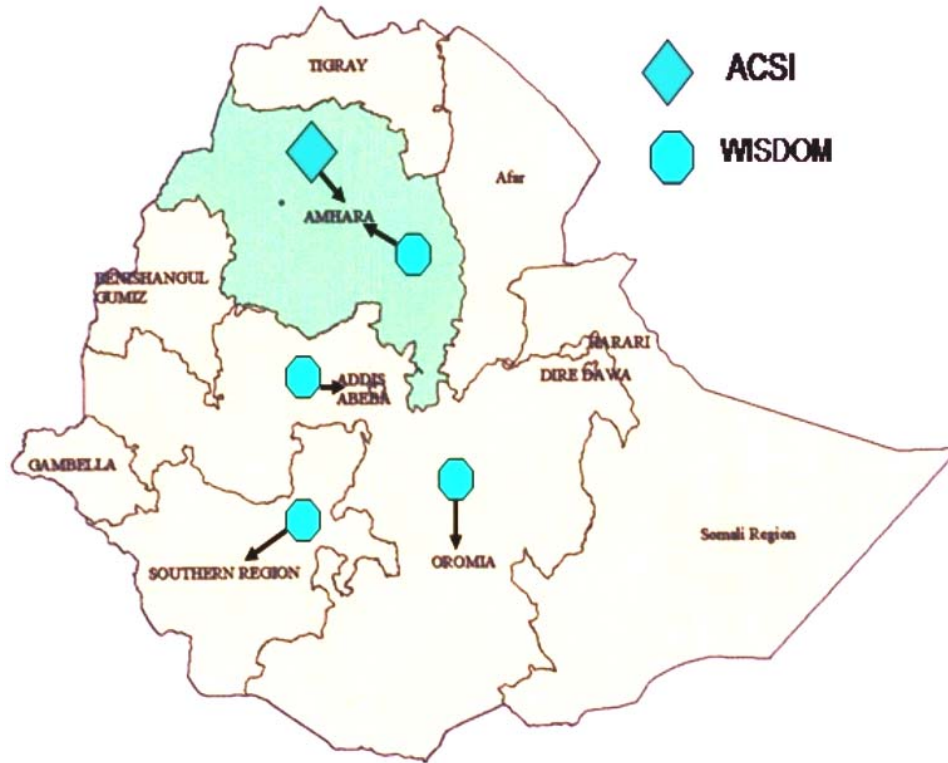 TIGRAY
ACSI
WISDOM
Afar
AMHARA
BENISHANGUL
GUMIZ
HARARI
DIRE DAWA
ADDIS
ABEBA
GAMBELLA
Somali Region
OROMIA
SOUTHERN REGION